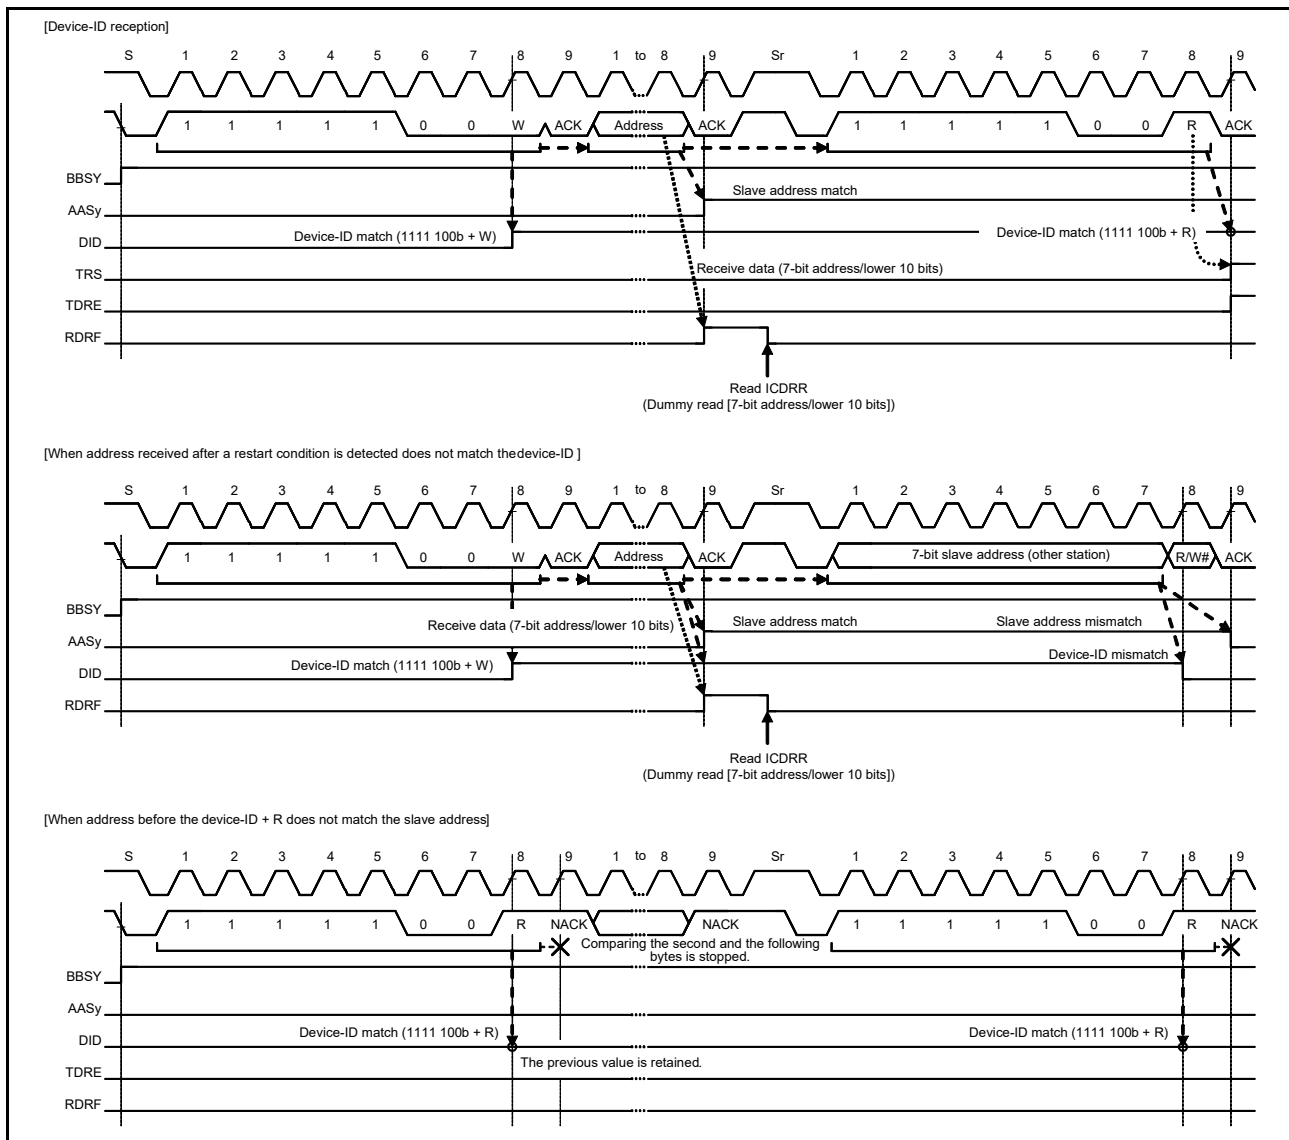 [Device-ID reception]
S 1 2 3 4 5 6 7 8 9 1 to 8 9 Sr 1 2 3 4 5 6 7 8 9
1 1 1 1 1 0 0 W ACK Address ACK 1 1 1 1 1 0 0 R ACK
BBSY
Slave address match
AASy
Device-ID match (1111 100b + W) Device-ID match (1111 100b + R)
DID
Receive data (7-bit address/lower 10 bits)
TRS
TDRE
RDRF
Read ICDRR
(Dummy read [7-bit address/lower 10 bits])
[When address received after a restart condition is detected does not match thedevice-ID ]
S 1 2 3 4 5 6 7 8 9 1 to 8 9 Sr 1 2 3 4 5 6 7 8 9
1 1 1 1 1 0 0 W ACK Address ACK 7-bit slave address (other station) R/W# ACK
BBSY
Receive data (7-bit address/lower 10 bits) Slave address match Slave address mismatch
AASy
Device-ID match (1111 100b + W) Device-ID mismatch
DID
RDRF
Read ICDRR
(Dummy read [7-bit address/lower 10 bits])
[When address before the device-ID + R does not match the slave address]
S 1 2 3 4 5 6 7 8 9 1 to 8 9 Sr 1 2 3 4 5 6 7 8 9
1 1 1 1 1 0 0 R NACK NACK 1 1 1 1 1 0 0 R NACK
Comparing the second and the following
bytes is stopped.
BBSY
AASy
Device-ID match (1111 100b + R) Device-ID match (1111 100b + R)
DID
The previous value is retained.
TDRE
RDRF